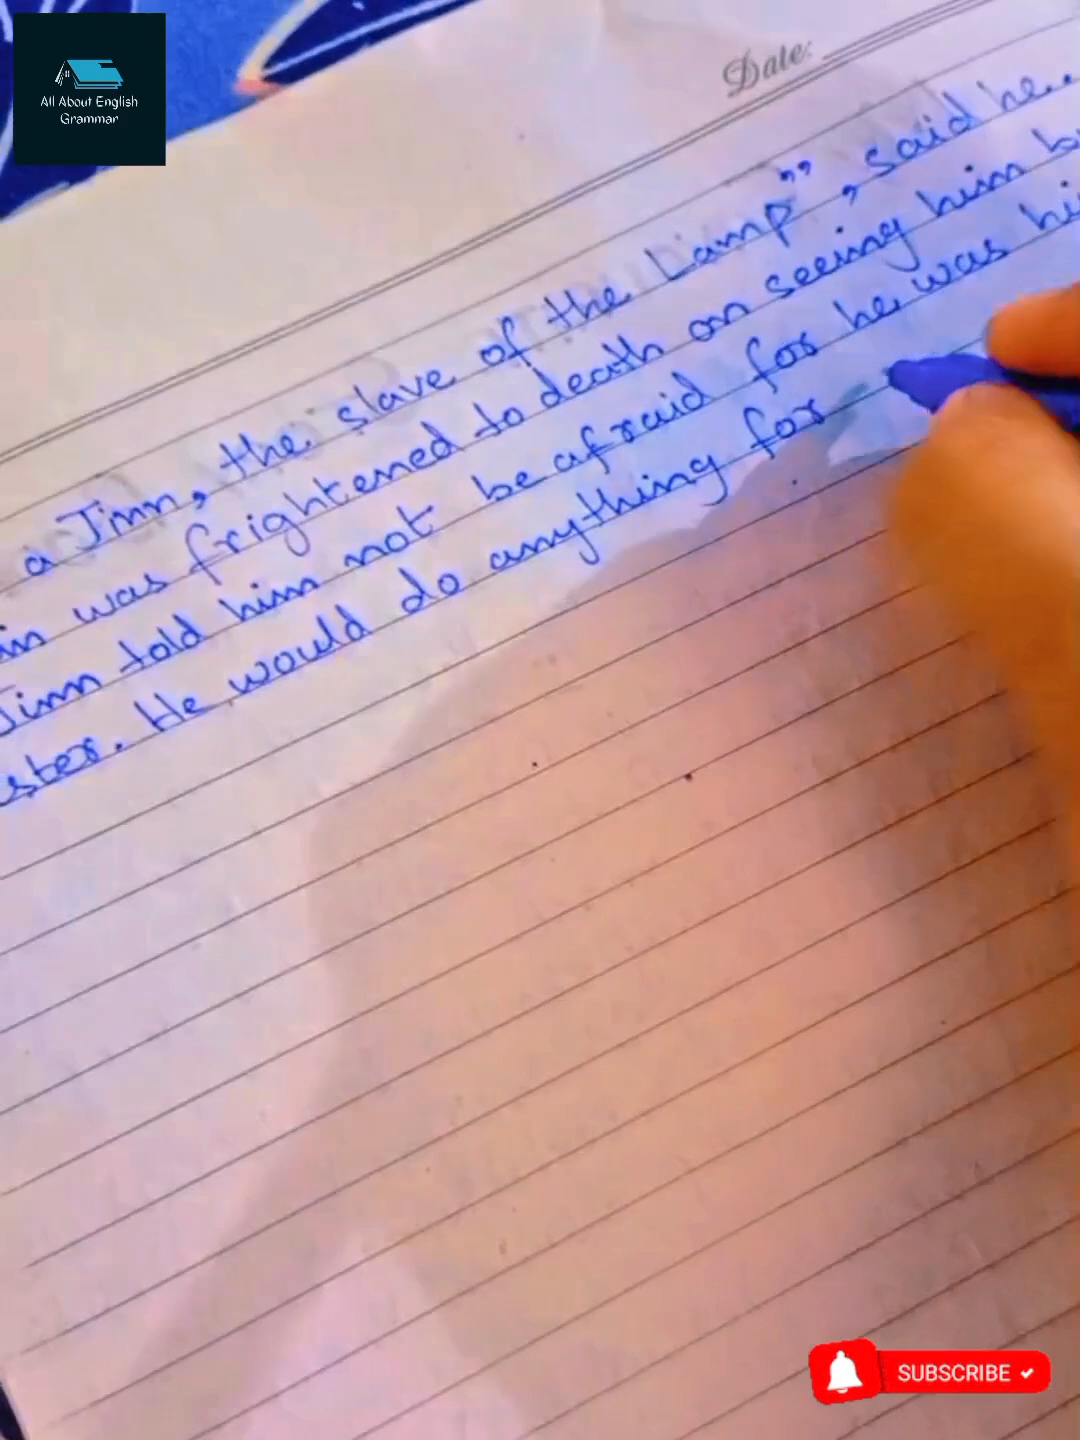 All About English
Grammar
Date:
a Jinn, the slave of the Lamp", said he.
was frightened to death on seeing him
Jinn told him not be afraid for he was
He would do anything for
SUBSCRIBE